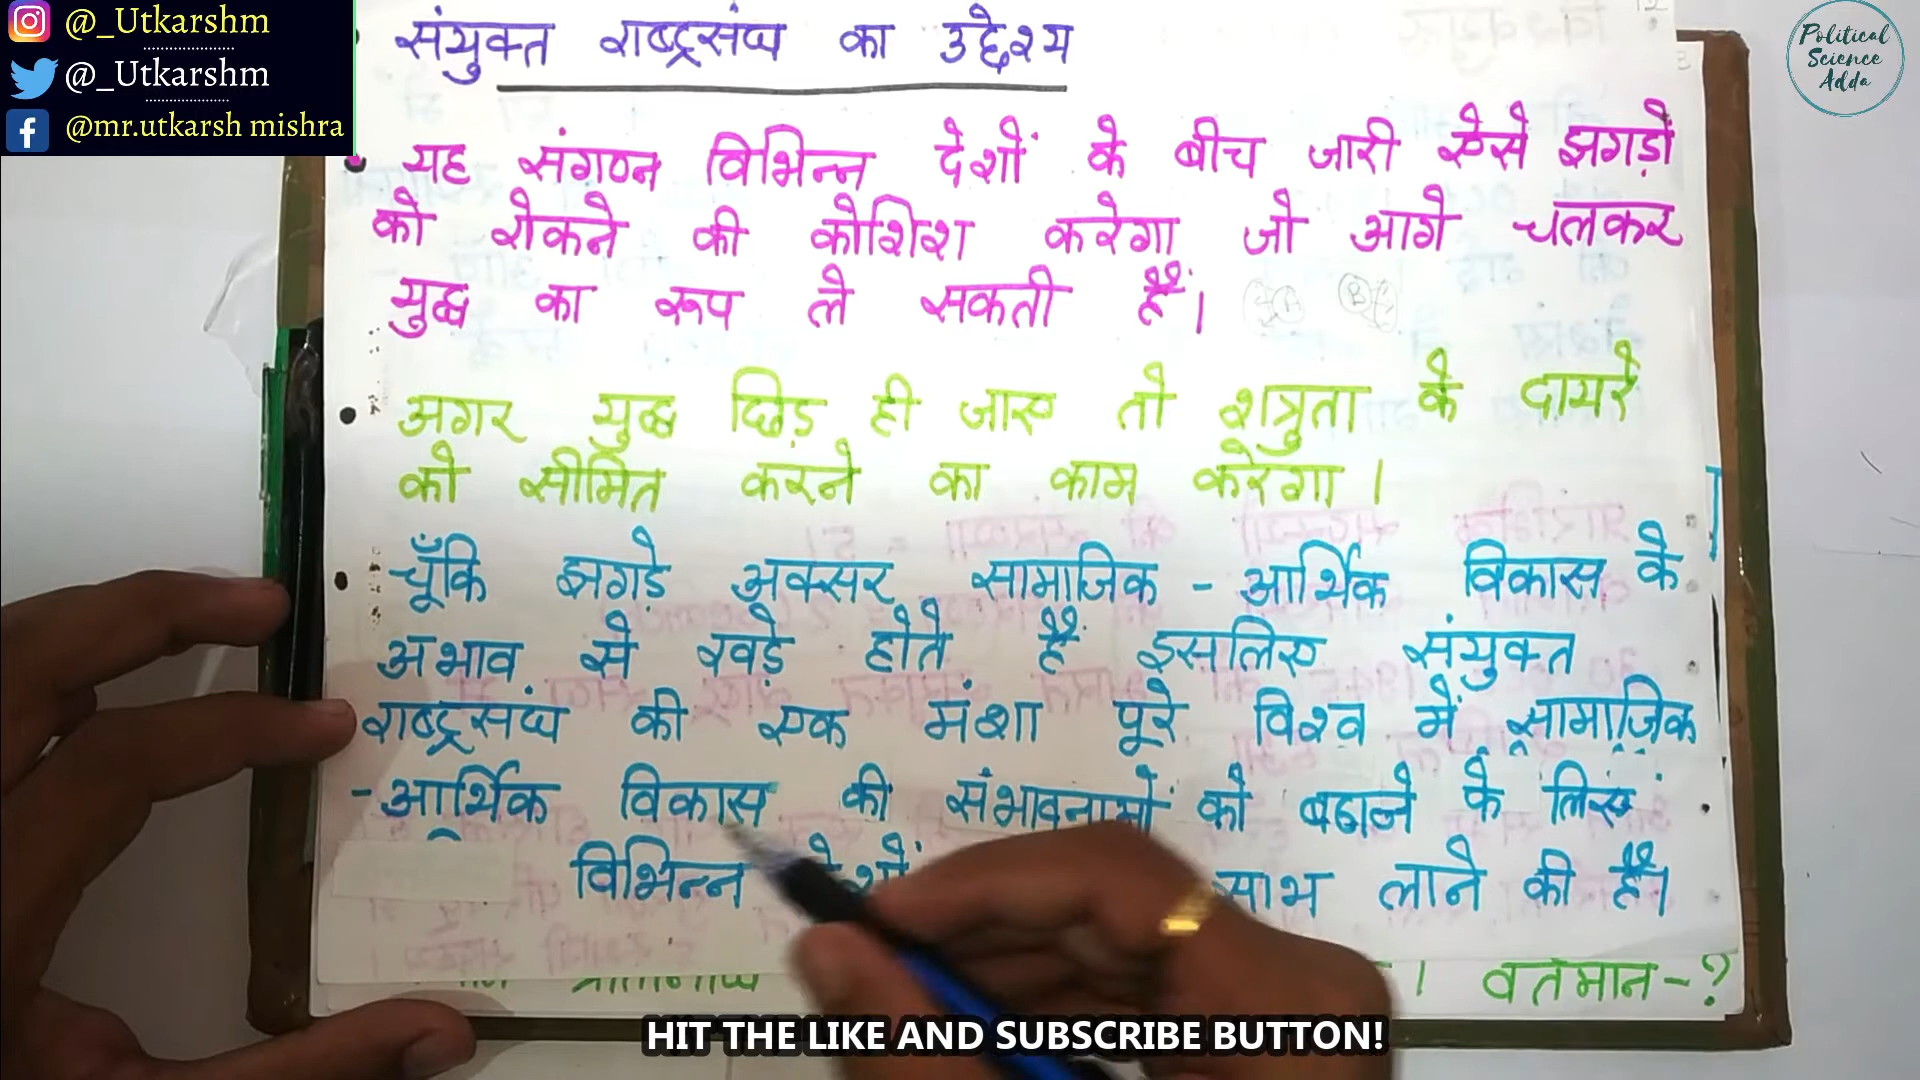 @_Utkarshm
@_Utkarshm
@mr.utkarsh mishra
Political
Science
Adda
संयुक्त राष्ट्रसंघ का उद्देश्य
यह संगठन विभिन्न देशों के बीच जारी ऐसे झगड़ों
को रोकने की कोशिश करेगा जो आगे चलकर
युद्ध का रूप ले सकती हैं।
अगर युद्ध छिड़ ही जाए तो शत्रुता के दायरे
को सीमित करने का काम करेगा।
चूँकि झगड़े अक्सर सामाजिक - आर्थिक विकास के
अभाव से खड़े होते हैं इसलिए संयुक्त
राष्ट्रसंघ की एक मंशा पूरे विश्व में सामाजिक
-आर्थिक विकास की संभावनाओं को बढाने के लिए
विभिन्न साथ लाने की है।
। वर्तमान-?
HIT THE LIKE AND SUBSCRIBE BUTTON!